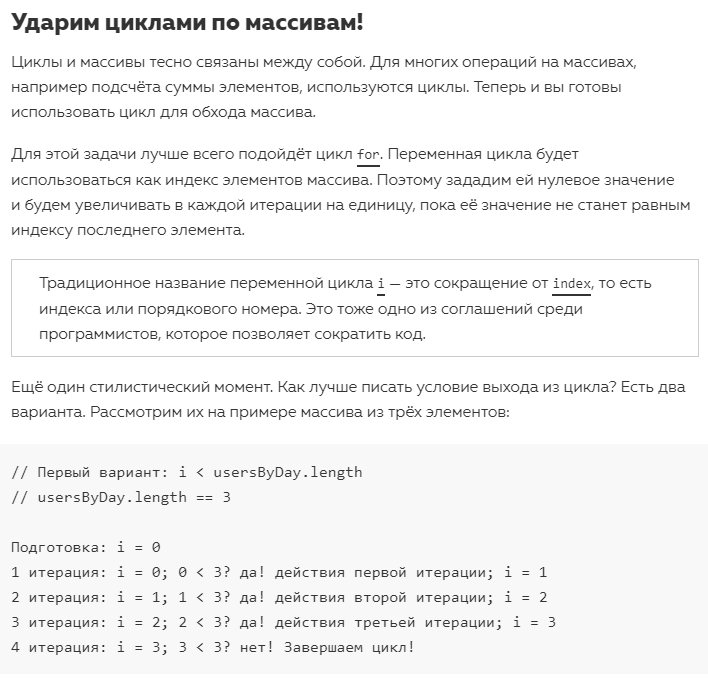 Ударим циклами по массивам!
Циклы и массивы тесно связаны между собой. Для многих операций на массивах,
например подсчёта суммы элементов, используются циклы. Теперь и вы готовы
использовать цикл для обхода массива.
Для этой задачи лучше всего подойдёт цикл for. Переменная цикла будет
использоваться как индекс элементов массива. Поэтому зададим ей нулевое значение
и будем увеличивать в каждой итерации на единицу, пока её значение не станет равным
индексу последнего элемента.
Традиционное название переменной цикла i — это сокращение от index, то есть
индекса или порядкового номера. Это тоже одно из соглашений среди
программистов, которое позволяет сократить код.
Ещё один стилистический момент. Как лучше писать условие выхода из цикла? Есть два
варианта. Рассмотрим их на примере массива из трёх элементов:
// Первый вариант: i < usersByDay.length
// usersByDay.length == 3
Подготовка: i = 0
1 итерация: i = 0; 0 < 3? да! действия первой итерации; i = 1
2 итерация: i = 1; 1 < 3? да! действия второй итерации; i = 2
3 итерация: i = 2; 2 < 3? да! действия третьей итерации; i = 3
4 итерация: i = 3; 3 < 3? нет! Завершаем цикл!